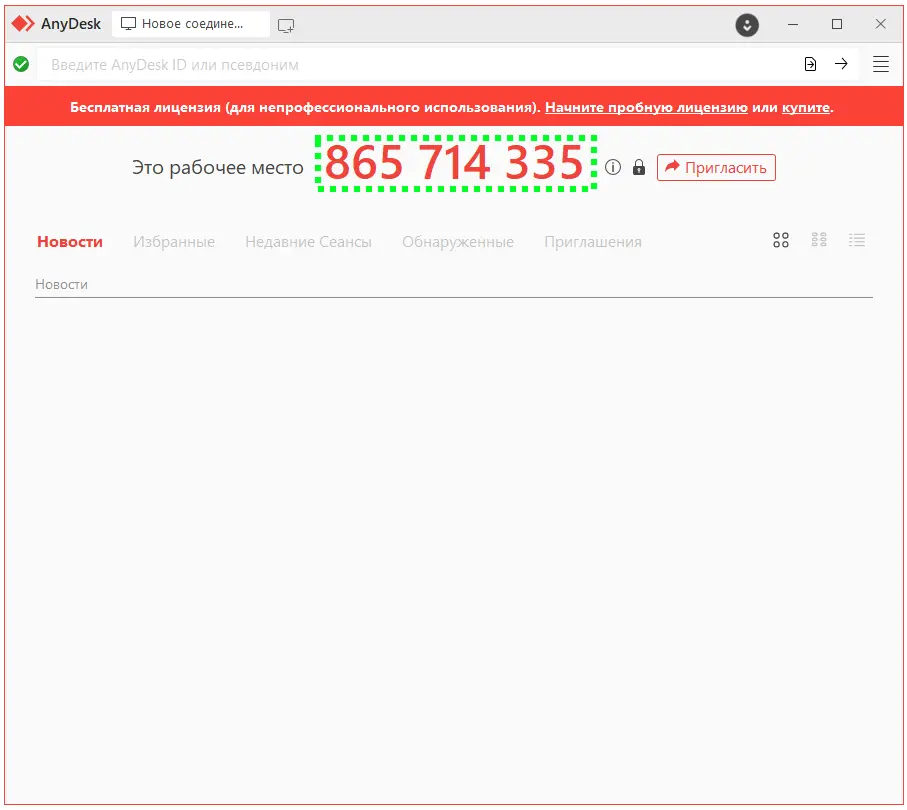 AnyDesk Новое соедине...
Введите AnyDesk ID или псевдоним
Бесплатная лицензия (для непрофессионального использования). Начните пробную лицензию или купите.
Это рабочее место 865 714 335 Пригласить
Новости Избранные Недавние Сеансы Обнаруженные Приглашения
Новости